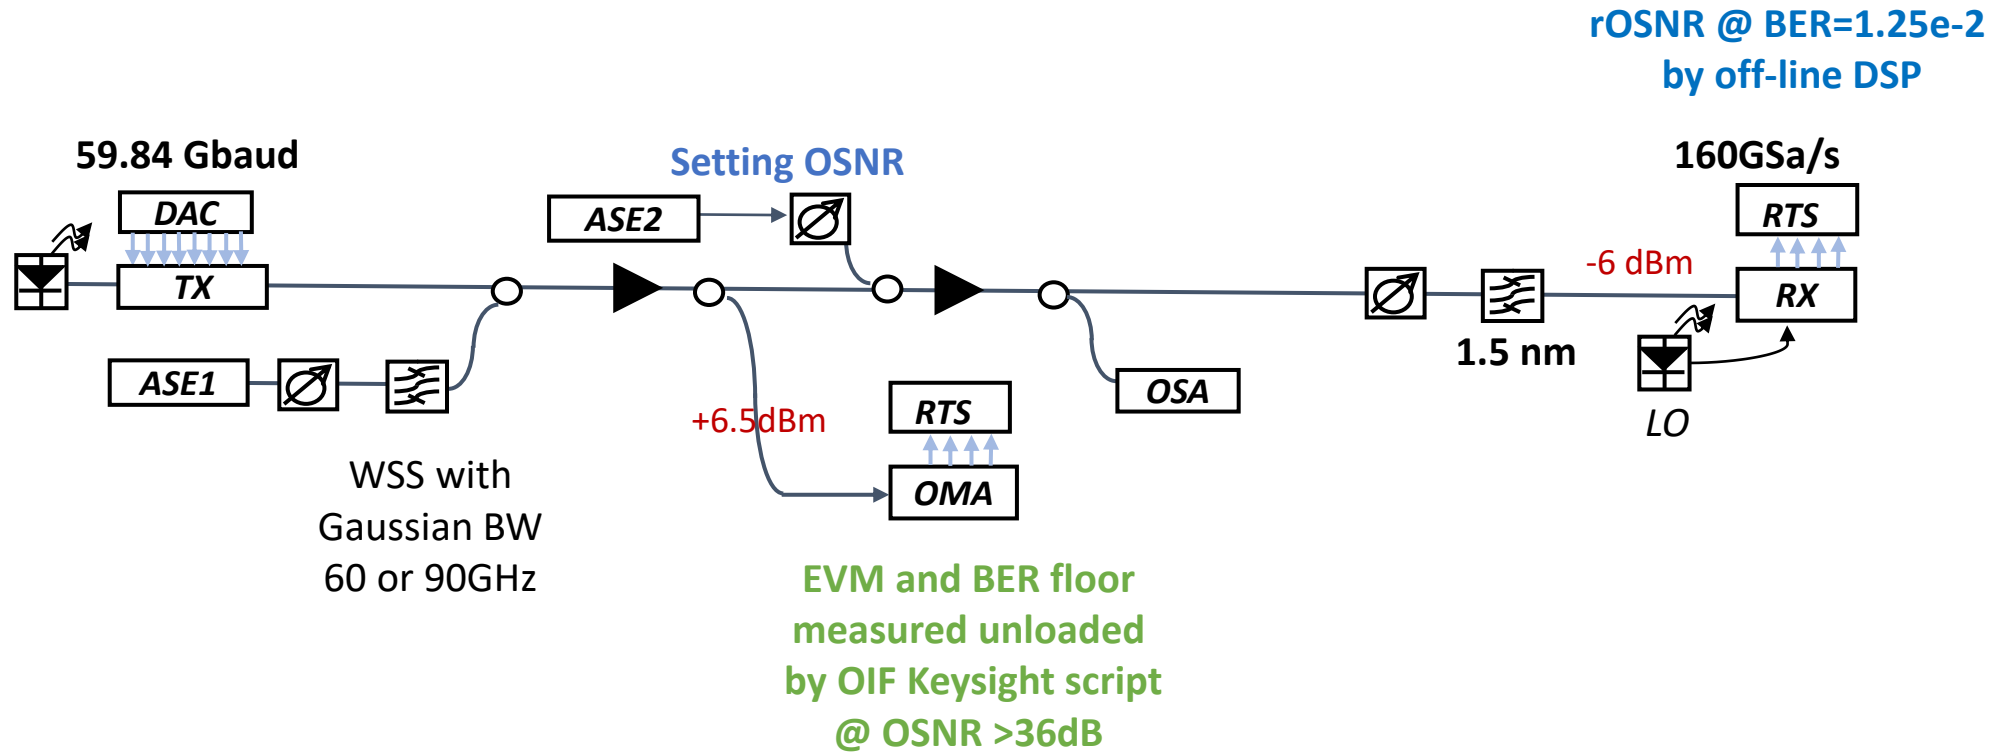 rOSNR @ BER=1.25e-2
by off-line DSP
59.84 Gbaud
Setting OSNR
160GSa/s
DAC
ASE2
RTS
TX
-6 dBm
RX
1.5 nm
ASE1
OSA
RTS
+6.5dBm
LO
WSS with
Gaussian BW
60 or 90GHz
OMA
EVM and BER floor
measured unloaded
by OIF Keysight script
@ OSNR >36dB